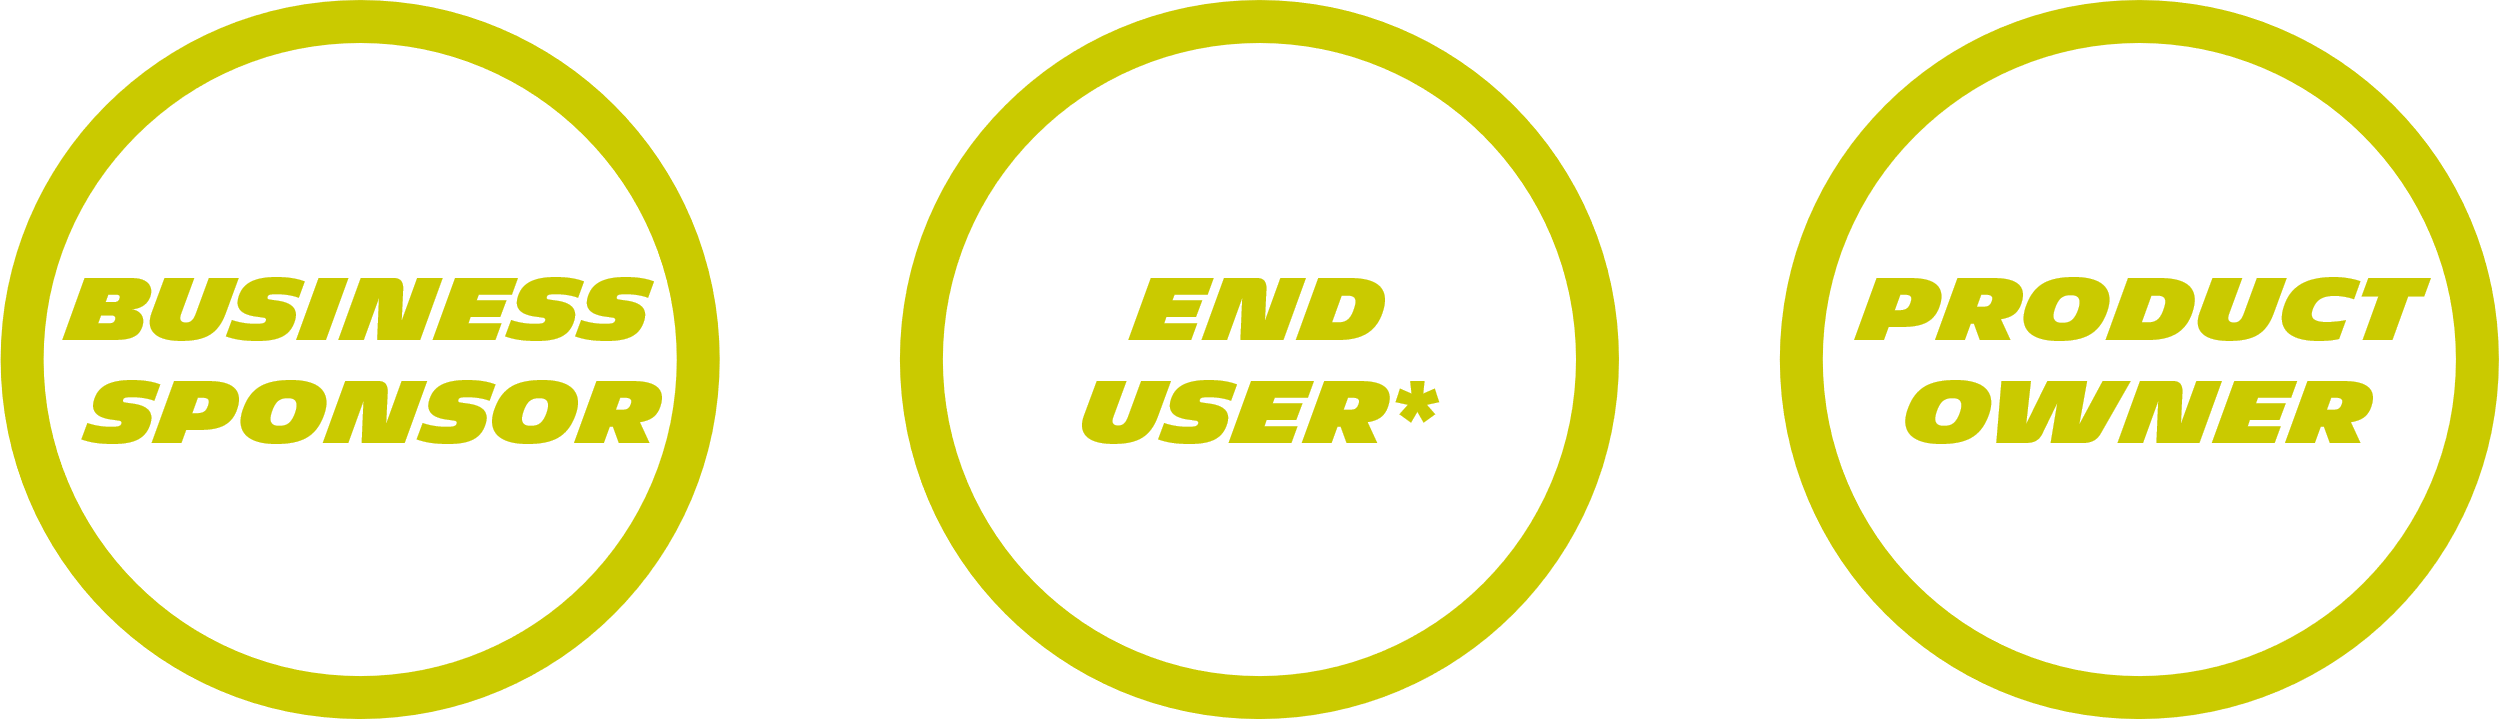 BUSINESS
SPONSOR
END
USER*
PRODUCT
OWNER